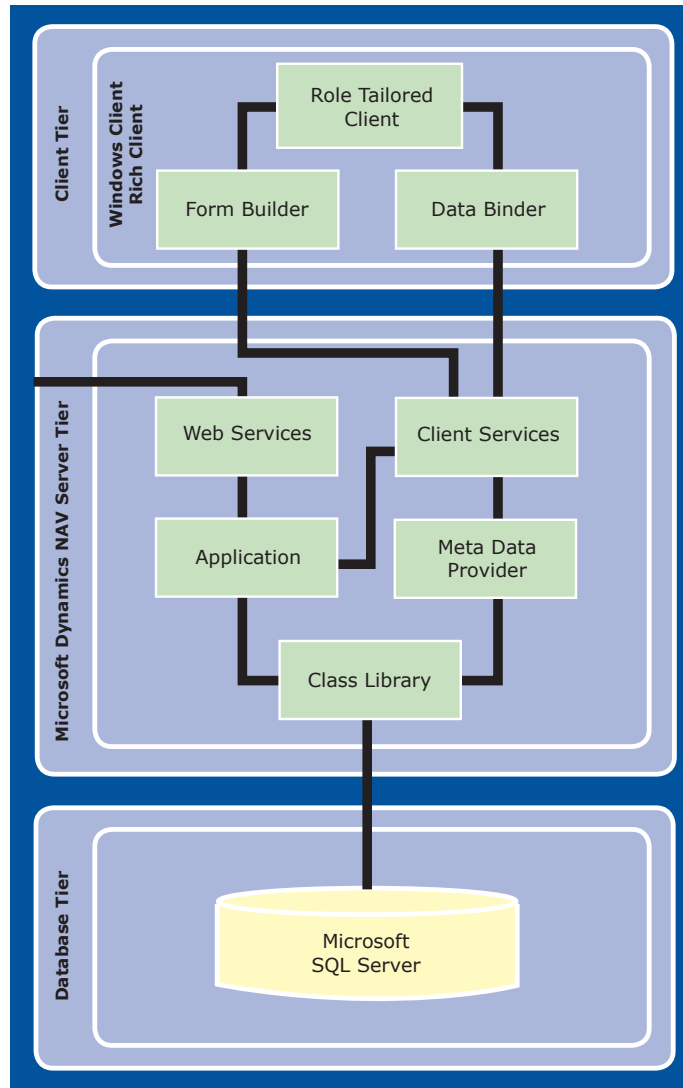 Client Tier
Windows Client
Rich Client
Role Tailored
Client
Form Builder
Data Binder
Microsoft Dynamics NAV Server Tier
Web Services
Client Services
Application
Meta Data
Provider
Class Library
Database Tier
Microsoft
SQL Server